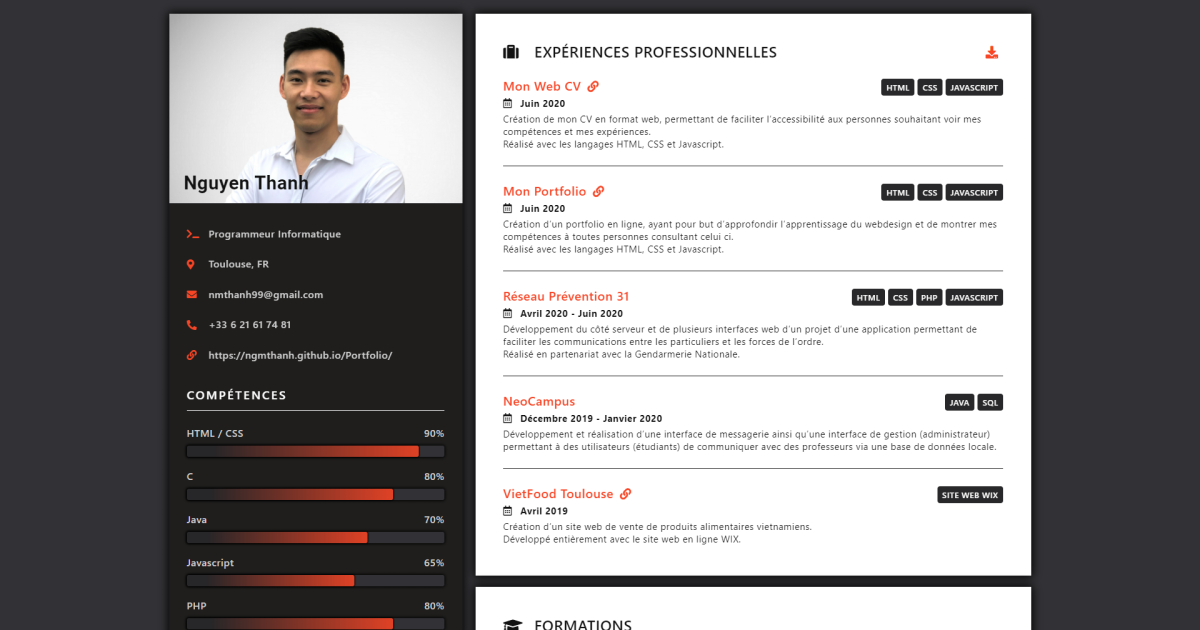 Nguyen Thanh
Programmeur Informatique
Toulouse, FR
nmthanh99@gmail.com
+33 6 21 61 74 81
https://ngmthanh.github.io/Portfolio/
COMPÉTENCES
HTML / CSS 90%
C 80%
Java 70%
Javascript 65%
PHP 80%
EXPÉRIENCES PROFESSIONNELLES
Mon Web CV HTML CSS JAVASCRIPT
Juin 2020
Création de mon CV en format web, permettant de faciliter l'accessibilité aux personnes souhaitant voir mes
compétences et mes expériences.
Réalisé avec les langages HTML, CSS et Javascript.
Mon Portfolio HTML CSS JAVASCRIPT
Juin 2020
Création d'un portfolio en ligne, ayant pour but d'approfondir l'apprentissage du webdesign et de montrer mes
compétences à toutes personnes consultant celui ci.
Réalisé avec les langages HTML, CSS et Javascript.
Réseau Prévention 31 HTML CSS PHP JAVASCRIPT
Avril 2020 - Juin 2020
Développement du côté serveur et de plusieurs interfaces web d'un projet d'une application permettant de
faciliter les communications entre les particuliers et les forces de l'ordre.
Réalisé en partenariat avec la Gendarmerie Nationale.
NeoCampus JAVA SQL
Décembre 2019 - Janvier 2020
Développement et réalisation d'une interface de messagerie ainsi qu'une interface de gestion (administrateur)
permettant à des utilisateurs (étudiants) de communiquer avec des professeurs via une base de données locale.
VietFood Toulouse SITE WEB WIX
Avril 2019
Création d'un site web de vente de produits alimentaires vietnamiens.
Développé entièrement avec le site web en ligne WIX.
FORMATIONS